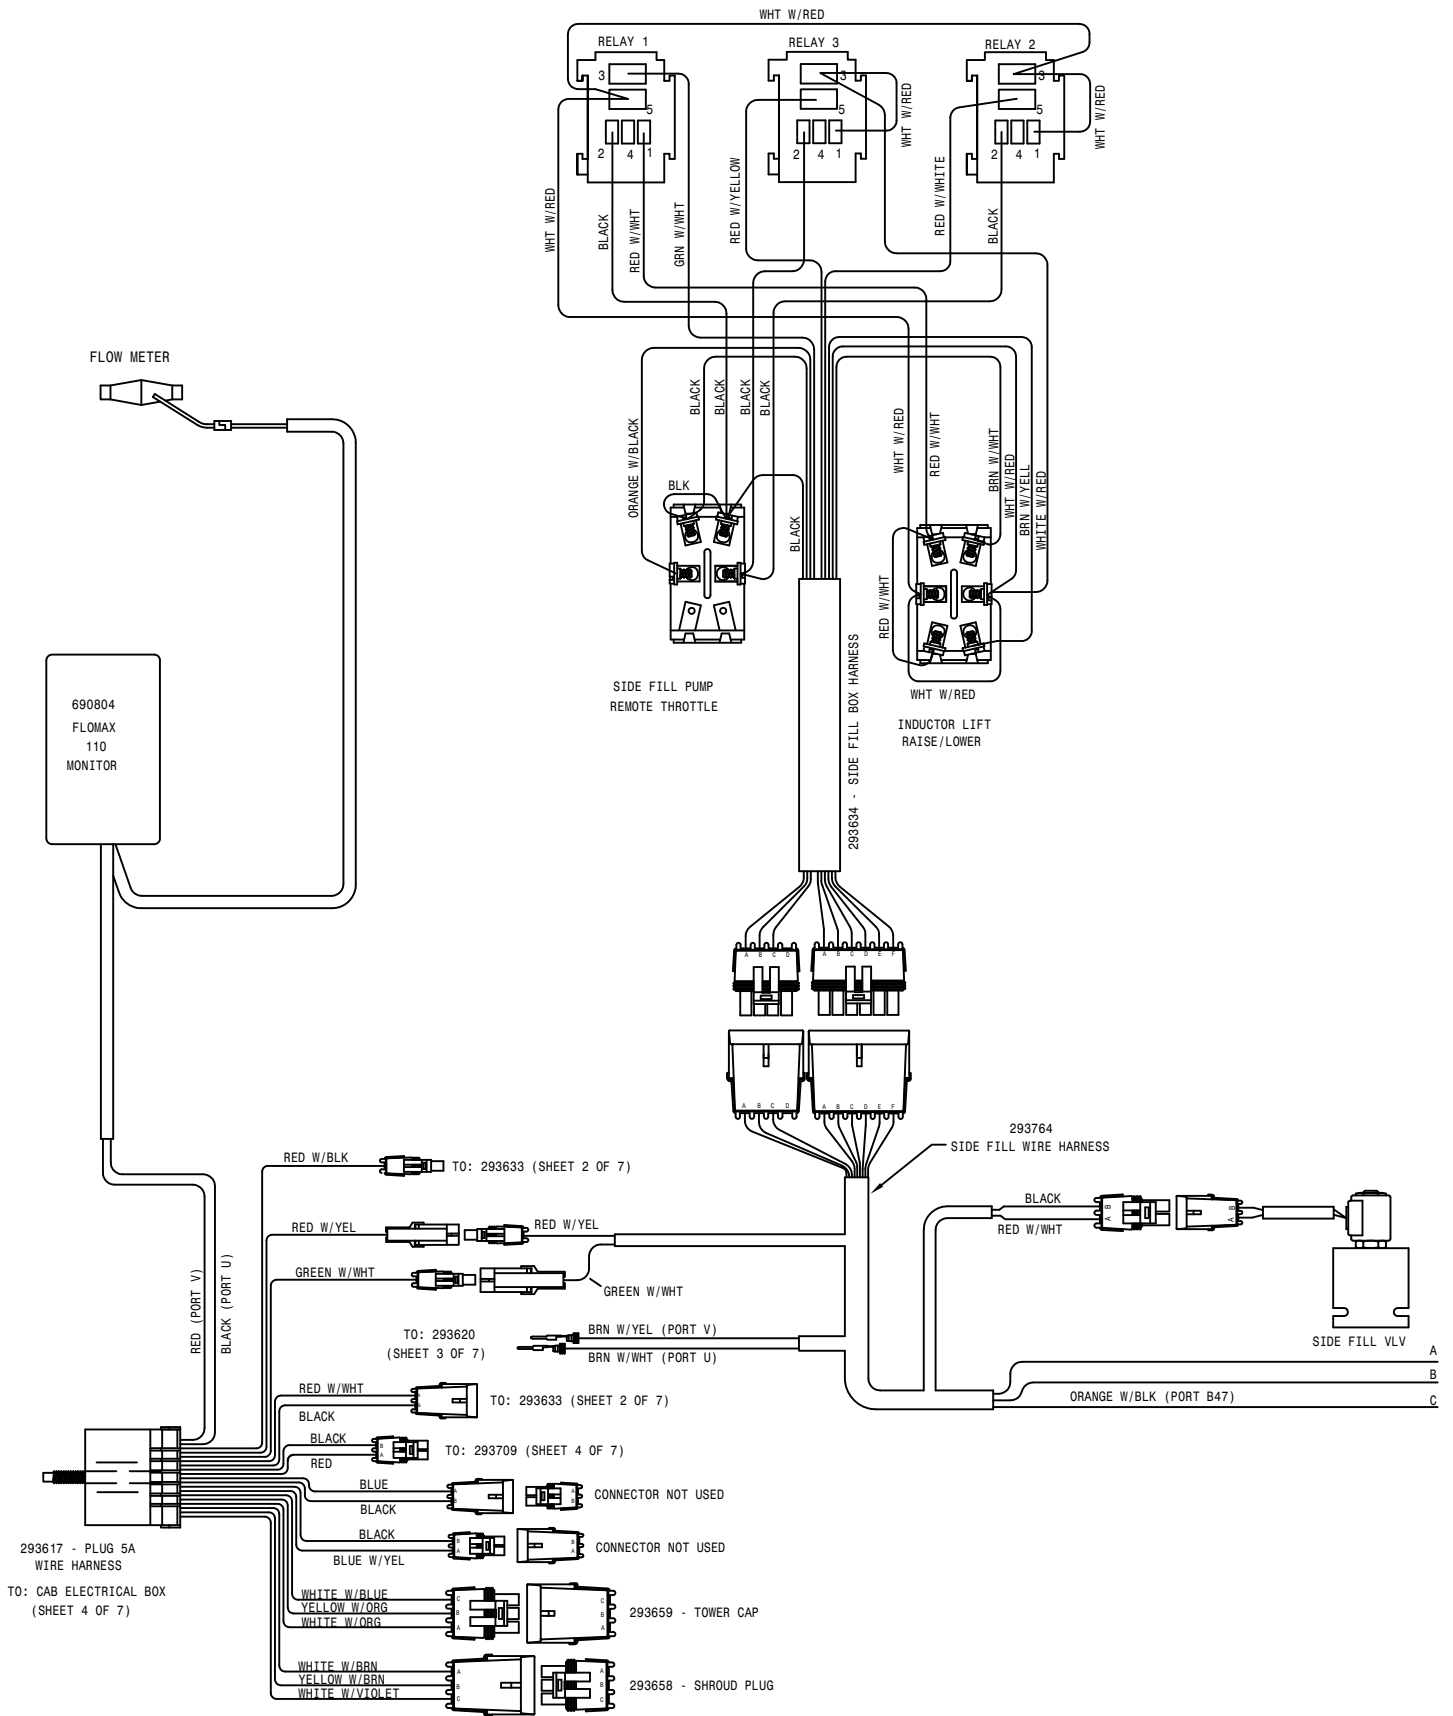 WHT W/RED
RELAY 1
RELAY 3
RELAY 2
3
5
2
4
1
3
5
2
4
1
3
5
2
4
1
WHT W/RED
WHT W/RED
WHT W/RED
BLACK
RED W/WHT
GRN W/WHT
RED W/YELLOW
RED W/WHITE
BLACK
FLOW METER
ORANGE W/BLACK
BLACK
BLACK
BLACK
BLACK
BLK
BLACK
WHT W/RED
RED W/WHT
BRN W/WHT
WHT W/RED
BRN W/YELL
WHITE W/RED
RED W/WHT
WHT W/RED
SIDE FILL PUMP
REMOTE THROTTLE
INDUCTOR LIFT
RAISE/LOWER
293634 - SIDE FILL BOX HARNESS
690804
FLOMAX
110
MONITOR
A B C D
A B C D E F
A B C D
A B C D E F
293764
SIDE FILL WIRE HARNESS
RED W/BLK
TO: 293633 (SHEET 2 OF 7)
RED W/YEL
RED W/YEL
GREEN W/WHT
GREEN W/WHT
RED (PORT V)
BLACK (PORT U)
TO: 293620
(SHEET 3 OF 7)
BRN W/YEL (PORT V)
BRN W/WHT (PORT U)
BLACK
RED W/WHT
B
A
B
A
SIDE FILL VLV
A
B
ORANGE W/BLK (PORT B47)
C
RED W/WHT
BLACK
TO: 293633 (SHEET 2 OF 7)
BLACK
RED
B
A
TO: 293709 (SHEET 4 OF 7)
BLUE
BLACK
A
B
A
B
CONNECTOR NOT USED
BLACK
BLUE W/YEL
B
A
B
A
CONNECTOR NOT USED
293617 - PLUG 5A
WIRE HARNESS
TO: CAB ELECTRICAL BOX
(SHEET 4 OF 7)
WHITE W/BLUE
YELLOW W/ORG
WHITE W/ORG
C
B
A
C
B
A
293659 - TOWER CAP
WHITE W/BRN
YELLOW W/BRN
WHITE W/VIOLET
A
B
C
A
B
C
293658 - SHROUD PLUG